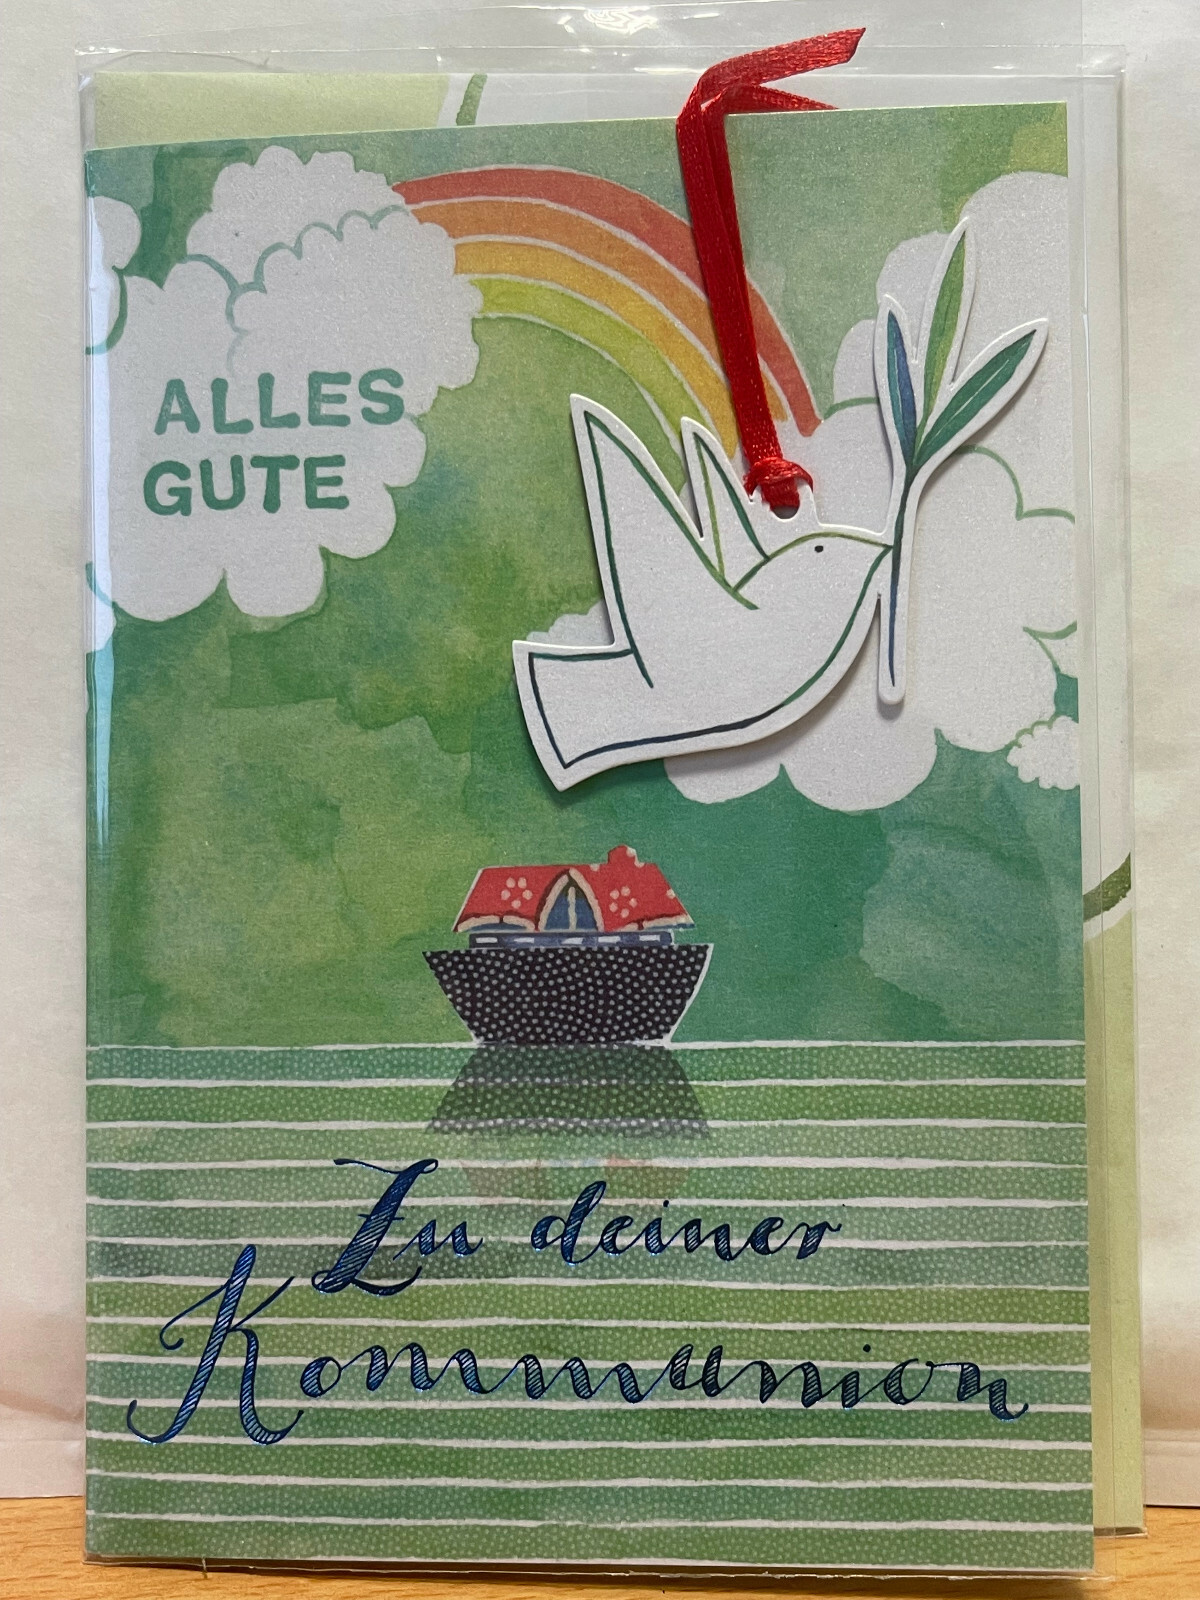 ALLES
GUTE
Zu deiner
Kommunion